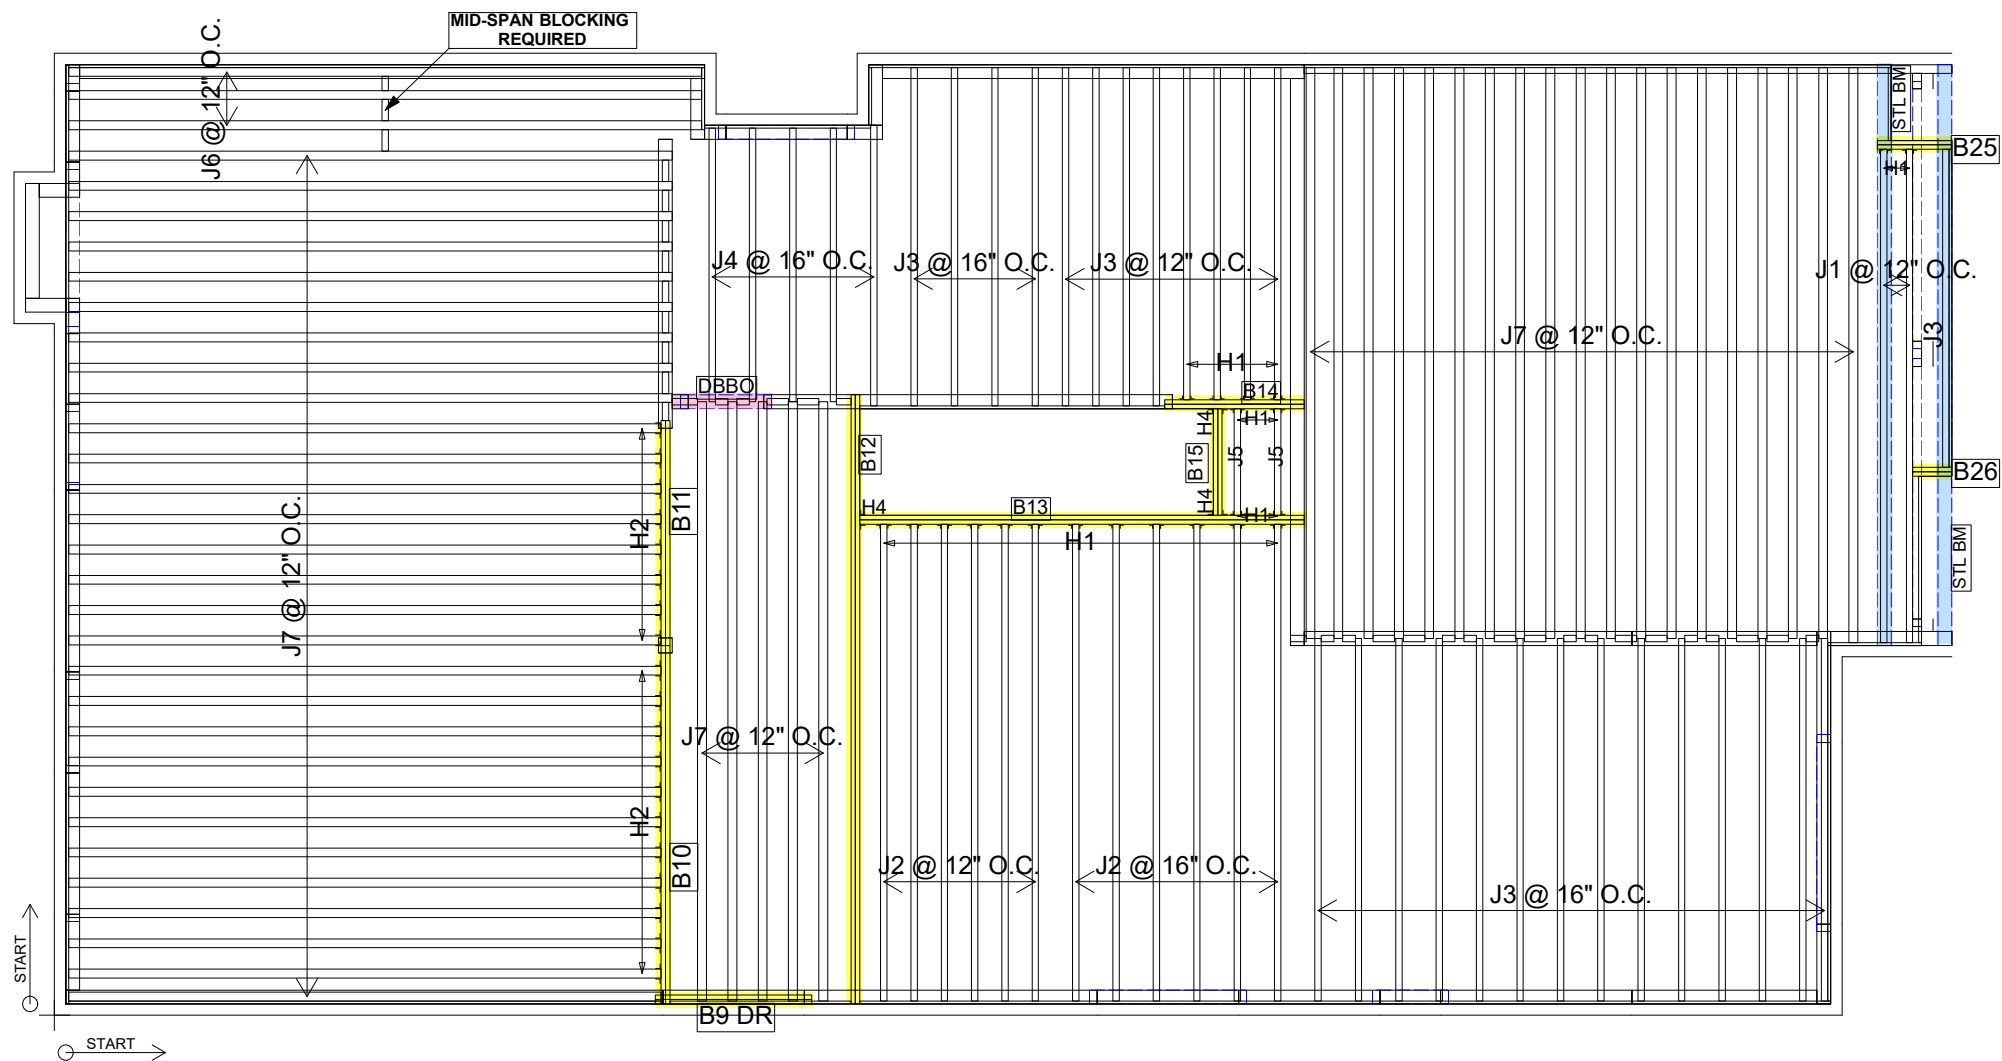 MID-SPAN BLOCKING
REQUIRED
J6 @ 12" O.C.
STL BM
B25
H1
J4 @ 16" O.C.
J3 @ 16" O.C.
J3 @ 12" O.C.
J1 @ 12" O.C.
J7 @ 12" O.C.
J3
H1
DBBO
B14
H1
H4
B12
B15
J5
J5
B26
B11
H4
H4
B13
H1
H2
H1
STL BM
J7 @ 12" O.C.
J7 @ 12" O.C.
H2
B10
J2 @ 12" O.C.
J2 @ 16" O.C.
J3 @ 16" O.C.
START
B9 DR
START